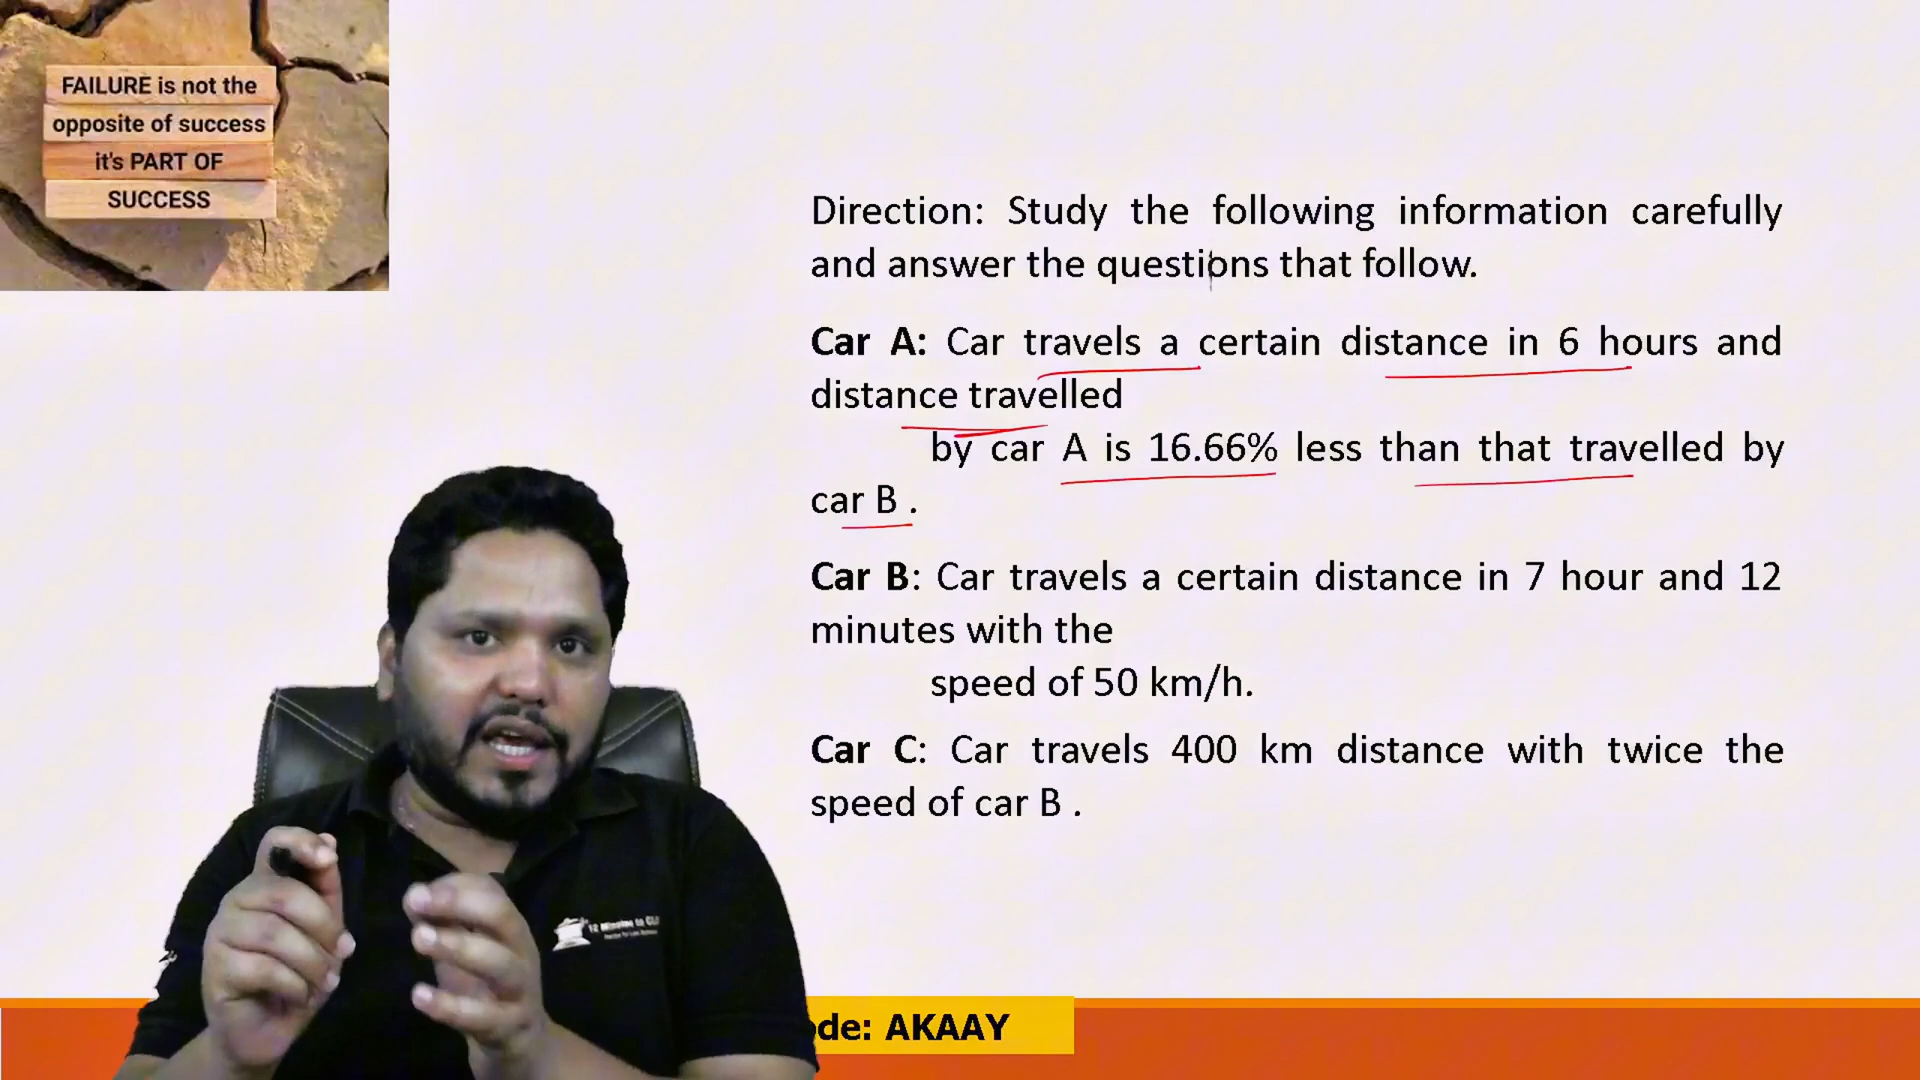 FAILURE is not the
opposite of success
it's PART OF
SUCCESS
Direction: Study the following information carefully
and answer the questions that follow.
Car A: Car travels a certain distance in 6 hours and
distance travelled
by car A is 16.66% less than that travelled by
car B .
Car B: Car travels a certain distance in 7 hour and 12
minutes with the
speed of 50 km/h.
Car C: Car travels 400 km distance with twice the
speed of car B .
de: AKAAY